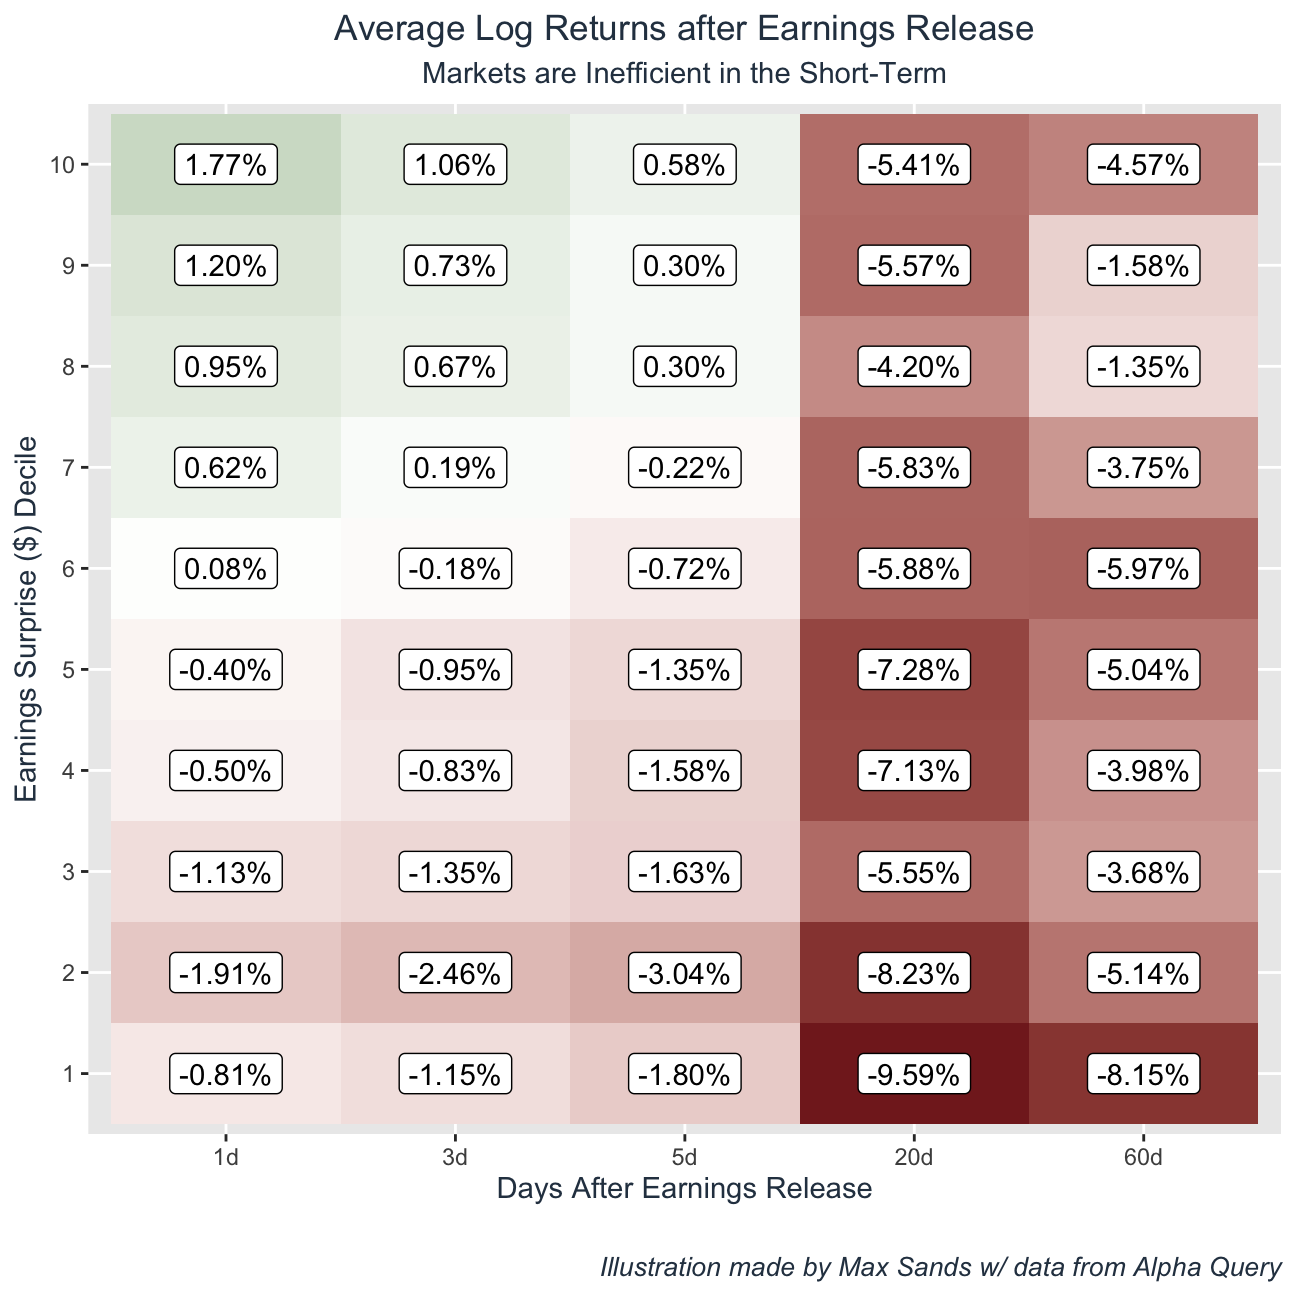 Average Log Returns after Earnings Release
Markets are Inefficient in the Short-Term
Earnings Surprise ($) Decile
10 1.77% 1.06% 0.58% -5.41% -4.57%
9 1.20% 0.73% 0.30% -5.57% -1.58%
8 0.95% 0.67% 0.30% -4.20% -1.35%
7 0.62% 0.19% -0.22% -5.83% -3.75%
6 0.08% -0.18% -0.72% -5.88% -5.97%
5 -0.40% -0.95% -1.35% -7.28% -5.04%
4 -0.50% -0.83% -1.58% -7.13% -3.98%
3 -1.13% -1.35% -1.63% -5.55% -3.68%
2 -1.91% -2.46% -3.04% -8.23% -5.14%
1 -0.81% -1.15% -1.80% -9.59% -8.15%
1d 3d 5d 20d 60d
Days After Earnings Release
Illustration made by Max Sands w/ data from Alpha Query